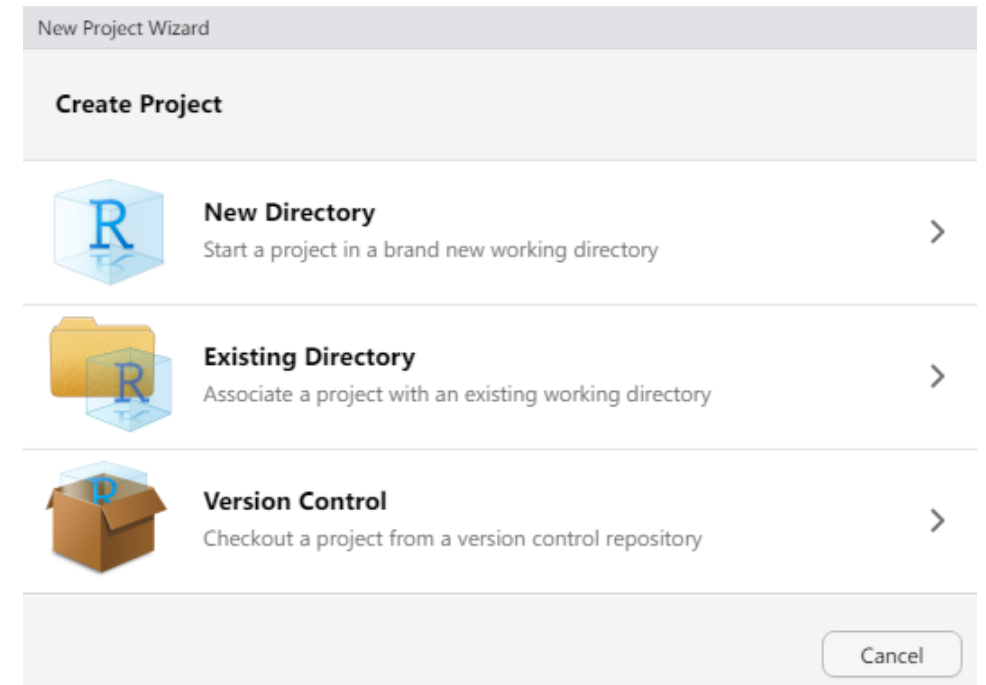 New Project Wizard
Create Project
R
New Directory
Start a project in a brand new working directory
R
Existing Directory
Associate a project with an existing working directory
R
Version Control
Checkout a project from a version control repository
Cancel